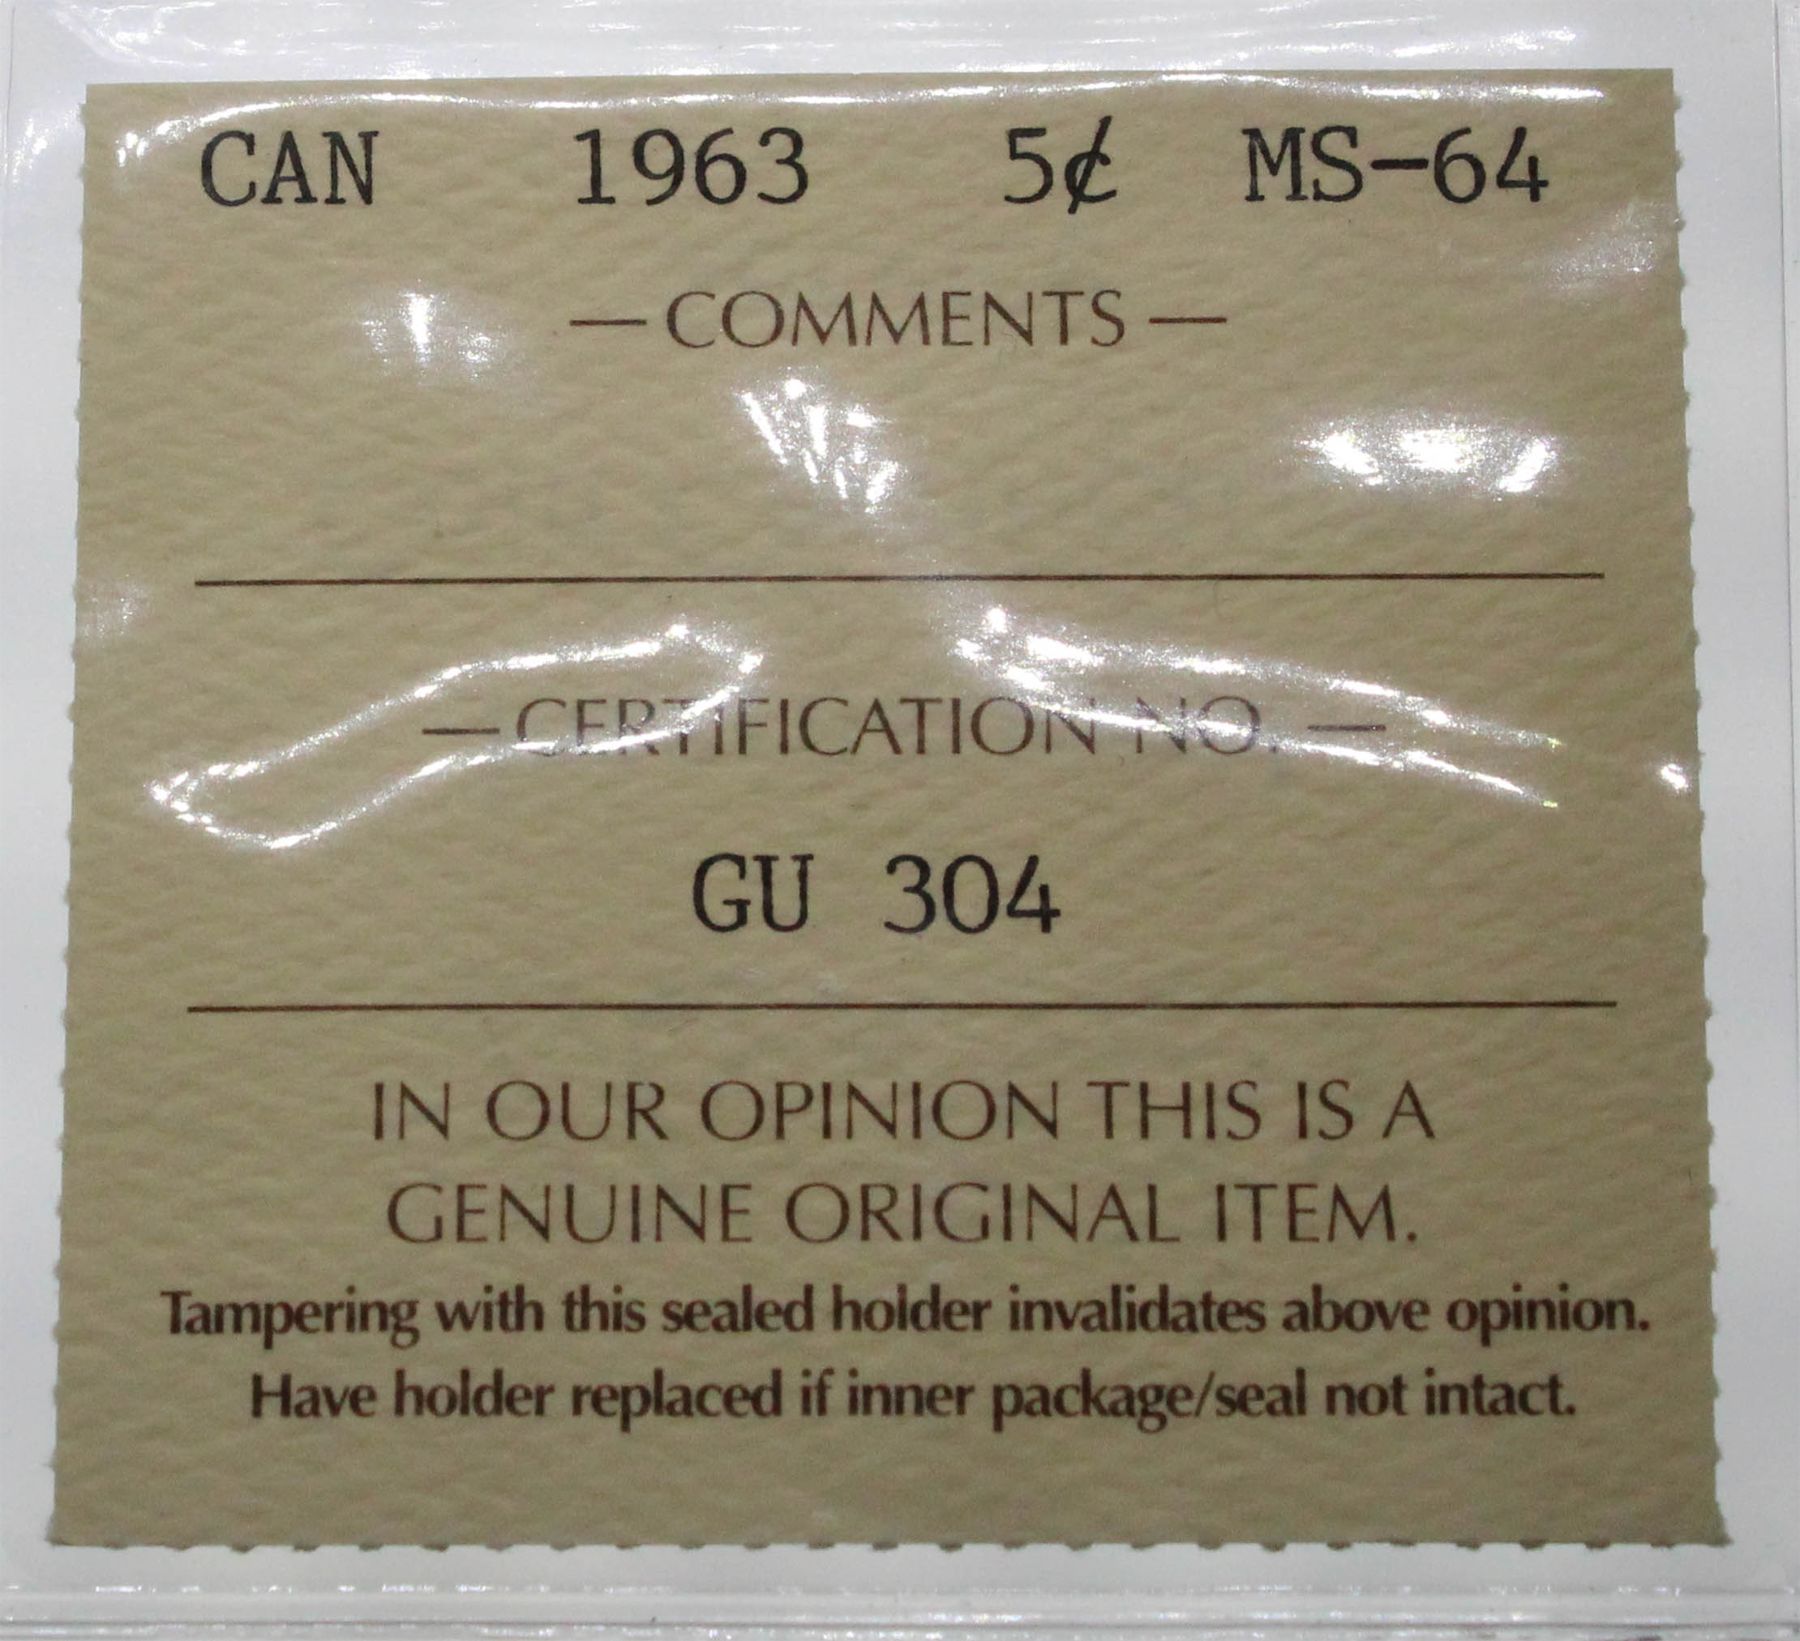 CAN 1963 5¢ MS-64
— COMMENTS —
— CERTIFICATION NO. —
GU 304
IN OUR OPINION THIS IS A
GENUINE ORIGINAL ITEM.
Tampering with this sealed holder invalidates above opinion.
Have holder replaced if inner package/seal not intact.